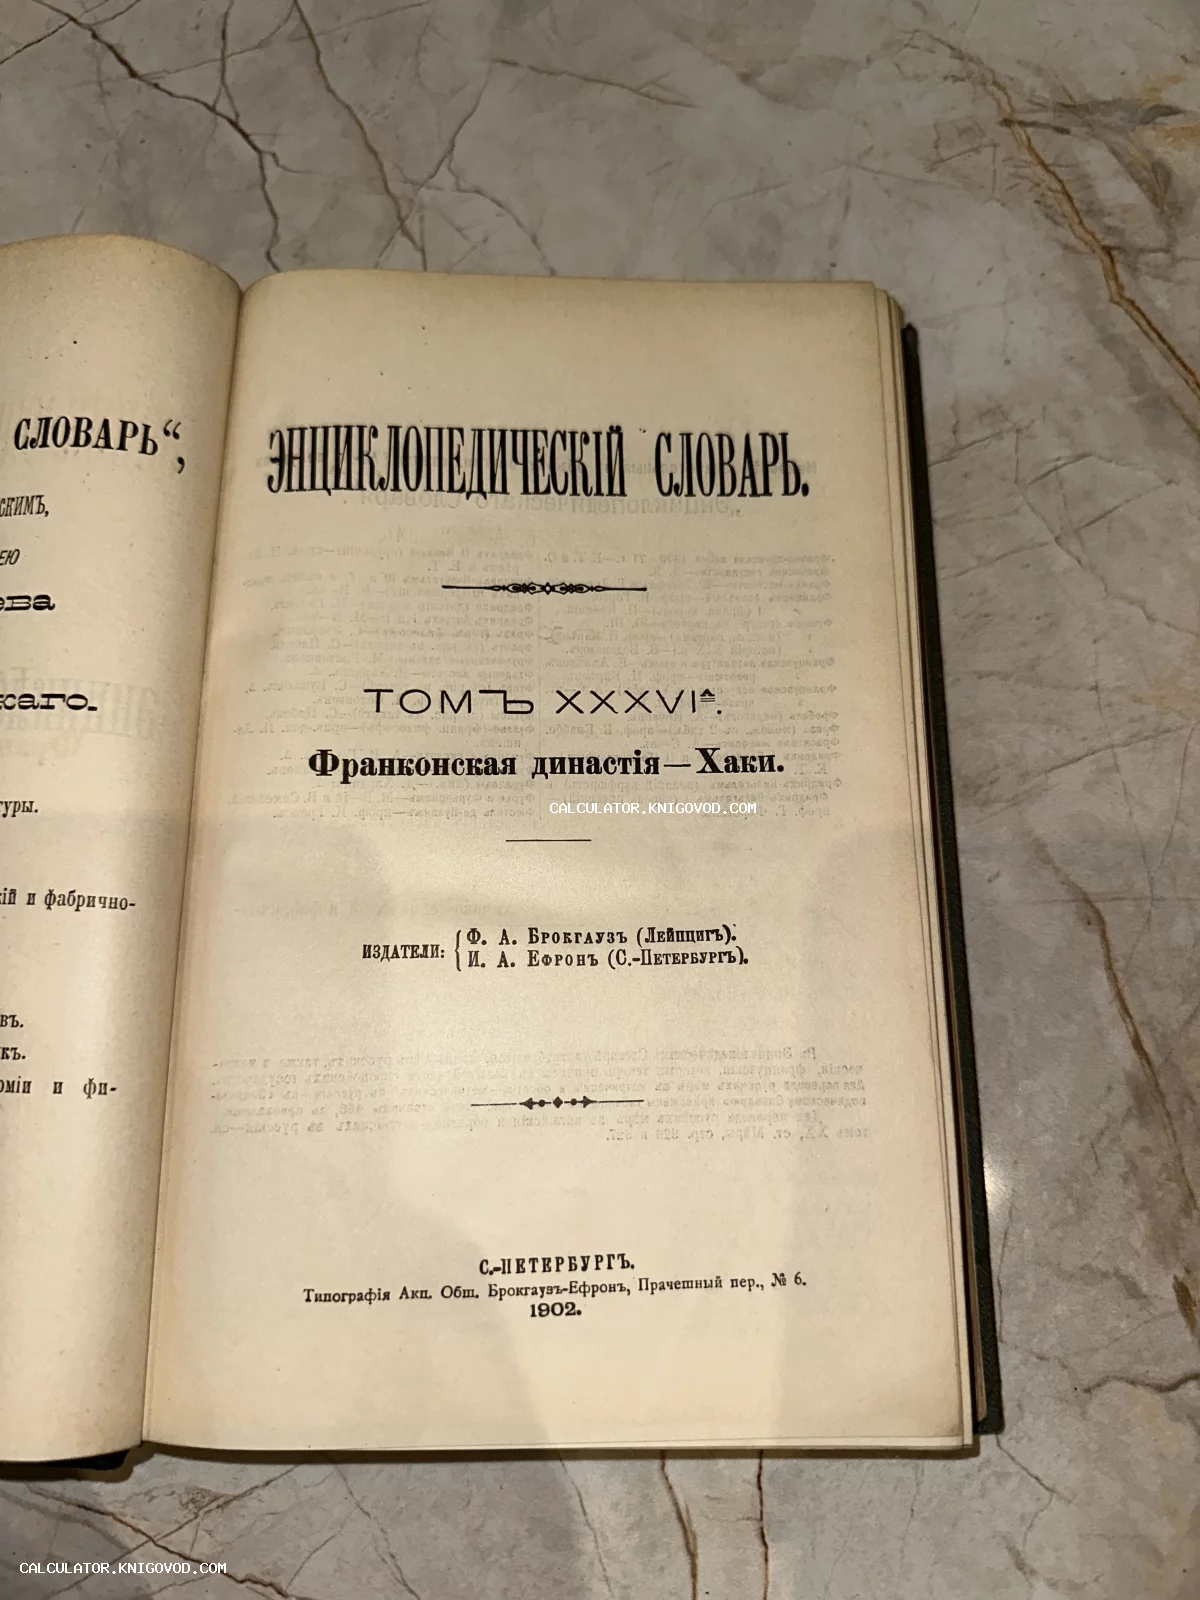 СЛОВАРЬ“,
СКИМЪ,
ЕЮ
ева
каго.
туры.
кій и фабрично-
въ.
къ.
оміи и фи-
ЭНЦИКЛОПЕДИЧЕСКІЙ СЛОВАРЬ.
ТОМЪ XXXVIᴬ.
Франконская династія—Хаки.
CALCULATOR.KNIGOVOD.COM
ИЗДАТЕЛИ: { Ф. А. Брокгаузъ (Лейпцигъ).
И. А. Ефронъ (С.-Петербургъ).
С.-ПЕТЕРБУРГЪ.
Типографія Акц. Общ. Брокгаузъ-Ефронъ, Прачешный пер., № 6.
1902.
CALCULATOR.KNIGOVOD.COM